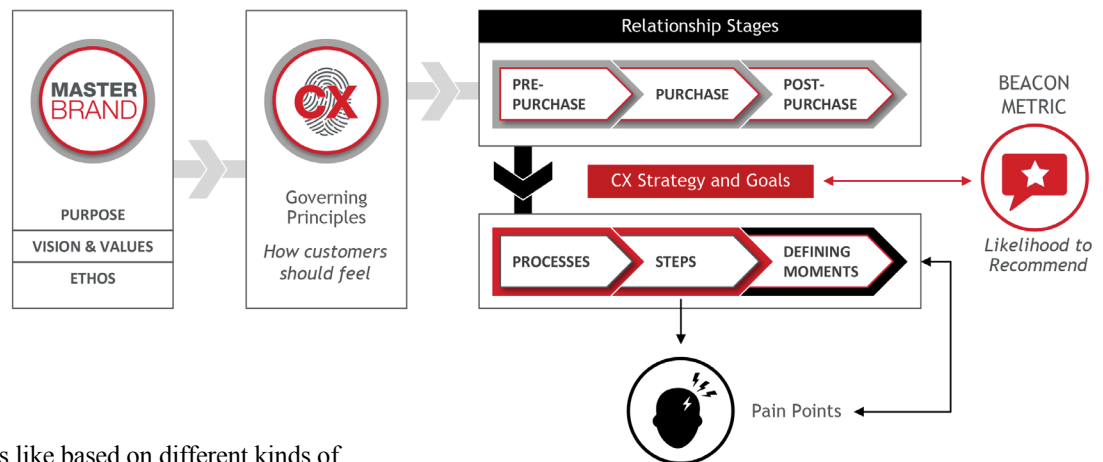 MASTER
BRAND
PURPOSE
VISION & VALUES
ETHOS
CX
Governing
Principles
How customers
should feel
Relationship Stages
PRE-
PURCHASE
PURCHASE
POST-
PURCHASE
CX Strategy and Goals
BEACON
METRIC
Likelihood to
Recommend
PROCESSES
STEPS
DEFINING
MOMENTS
Pain Points
s like based on different kinds of